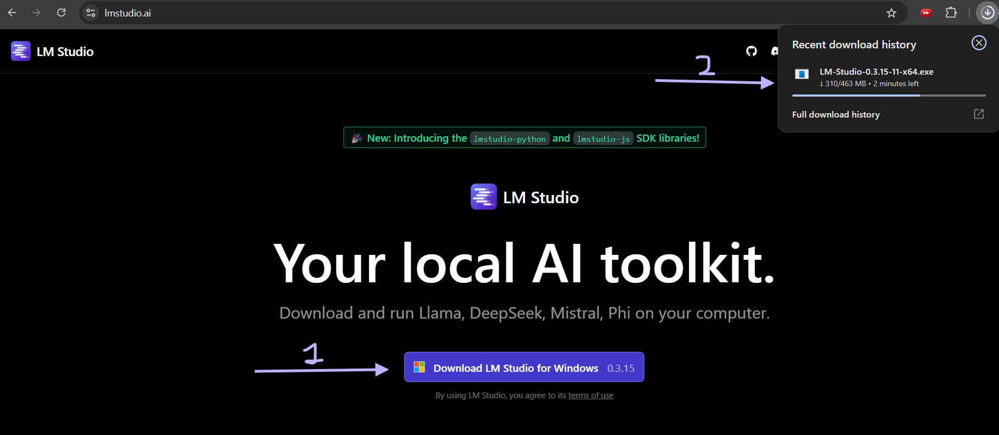 lmstudio.ai
LM Studio
Recent download history
LM-Studio-0.3.15-11-x64.exe
↓ 310/463 MB • 2 minutes left
Full download history
2
🎉 New: Introducing the lmstudio-python and lmstudio-js SDK libraries!
LM Studio
Your local AI toolkit.
Download and run Llama, DeepSeek, Mistral, Phi on your computer.
1
Download LM Studio for Windows 0.3.15
By using LM Studio, you agree to its terms of use